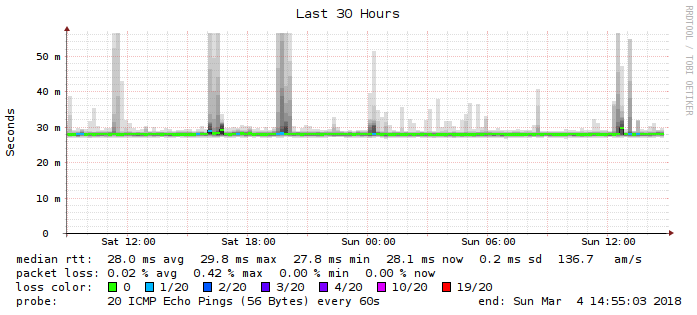 Last 30 Hours
RRDTOOL / TOBI OETIKER
Seconds
50 m
40 m
30 m
20 m
10 m
0
Sat 12:00 Sat 18:00 Sun 00:00 Sun 06:00 Sun 12:00
median rtt: 28.0 ms avg 29.8 ms max 27.8 ms min 28.1 ms now 0.2 ms sd 136.7 am/s
packet loss: 0.02 % avg 0.42 % max 0.00 % min 0.00 % now
loss color: 0 1/20 2/20 3/20 4/20 10/20 19/20
probe: 20 ICMP Echo Pings (56 Bytes) every 60s end: Sun Mar 4 14:55:03 2018